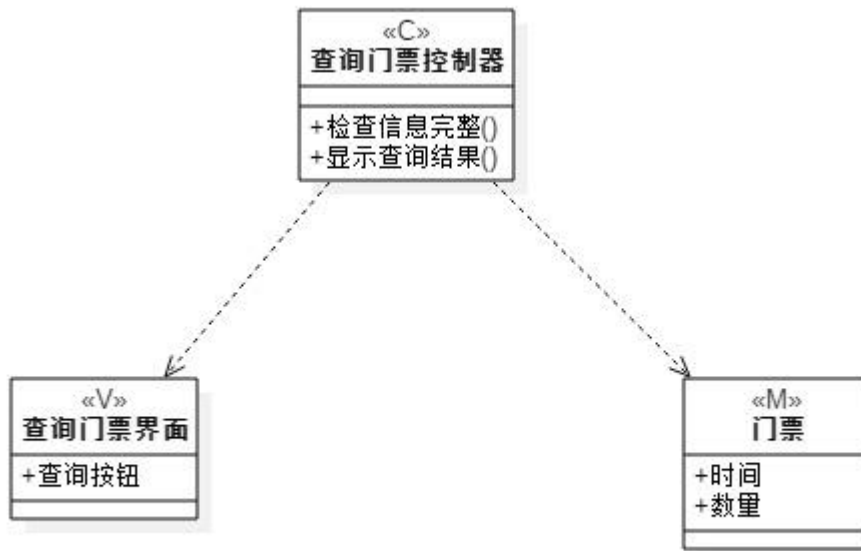 «C»
查询门票控制器
+检查信息完整()
+显示查询结果()
«V»
查询门票界面
+查询按钮
«M»
门票
+时间
+数量